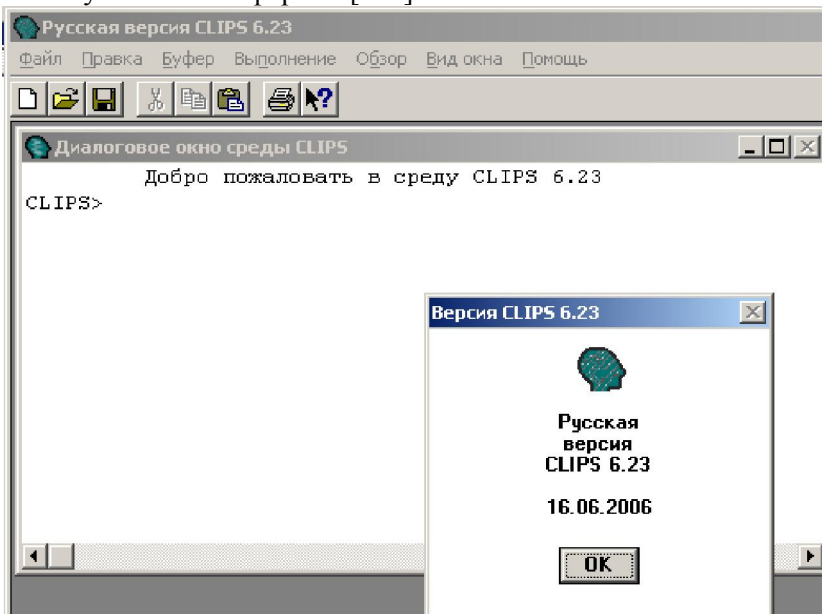 Русская версия CLIPS 6.23
Файл Правка Буфер Выполнение Обзор Вид окна Помощь
Диалоговое окно среды CLIPS
Добро пожаловать в среду CLIPS 6.23
CLIPS>
Версия CLIPS 6.23
Русская
версия
CLIPS 6.23
16.06.2006
OK